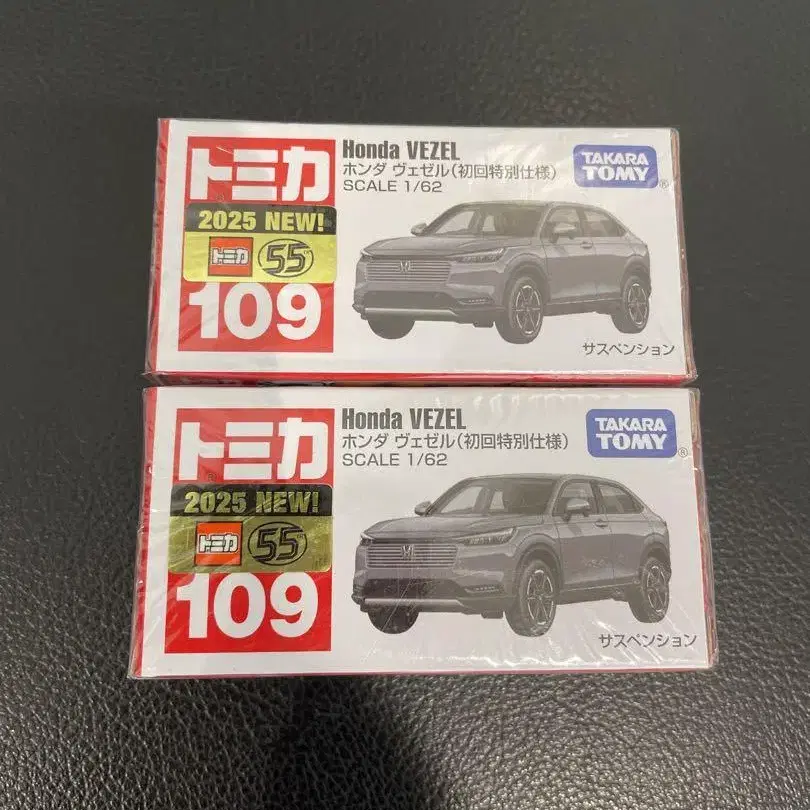 トミカ
Honda VEZEL
ホンダ ヴェゼル(初回特別仕様)
SCALE 1/62
TAKARA
TOMY
®
2025 NEW!
トミカ 55TH
109
サスペンション
トミカ
®
Honda VEZEL
ホンダ ヴェゼル(初回特別仕様)
SCALE 1/62
TAKARA
TOMY
®
2025 NEW!
トミカ 55TH
109
サスペンション